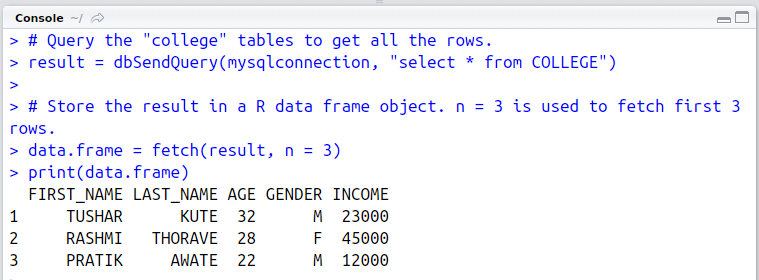 Console ~/
> # Query the "college" tables to get all the rows.
> result = dbSendQuery(mysqlconnection, "select * from COLLEGE")
>
> # Store the result in a R data frame object. n = 3 is used to fetch first 3
rows.
> data.frame = fetch(result, n = 3)
> print(data.frame)
  FIRST_NAME LAST_NAME AGE GENDER INCOME
1     TUSHAR      KUTE  32      M  23000
2     RASHMI   THORAVE  28      F  45000
3     PRATIK     AWATE  22      M  12000